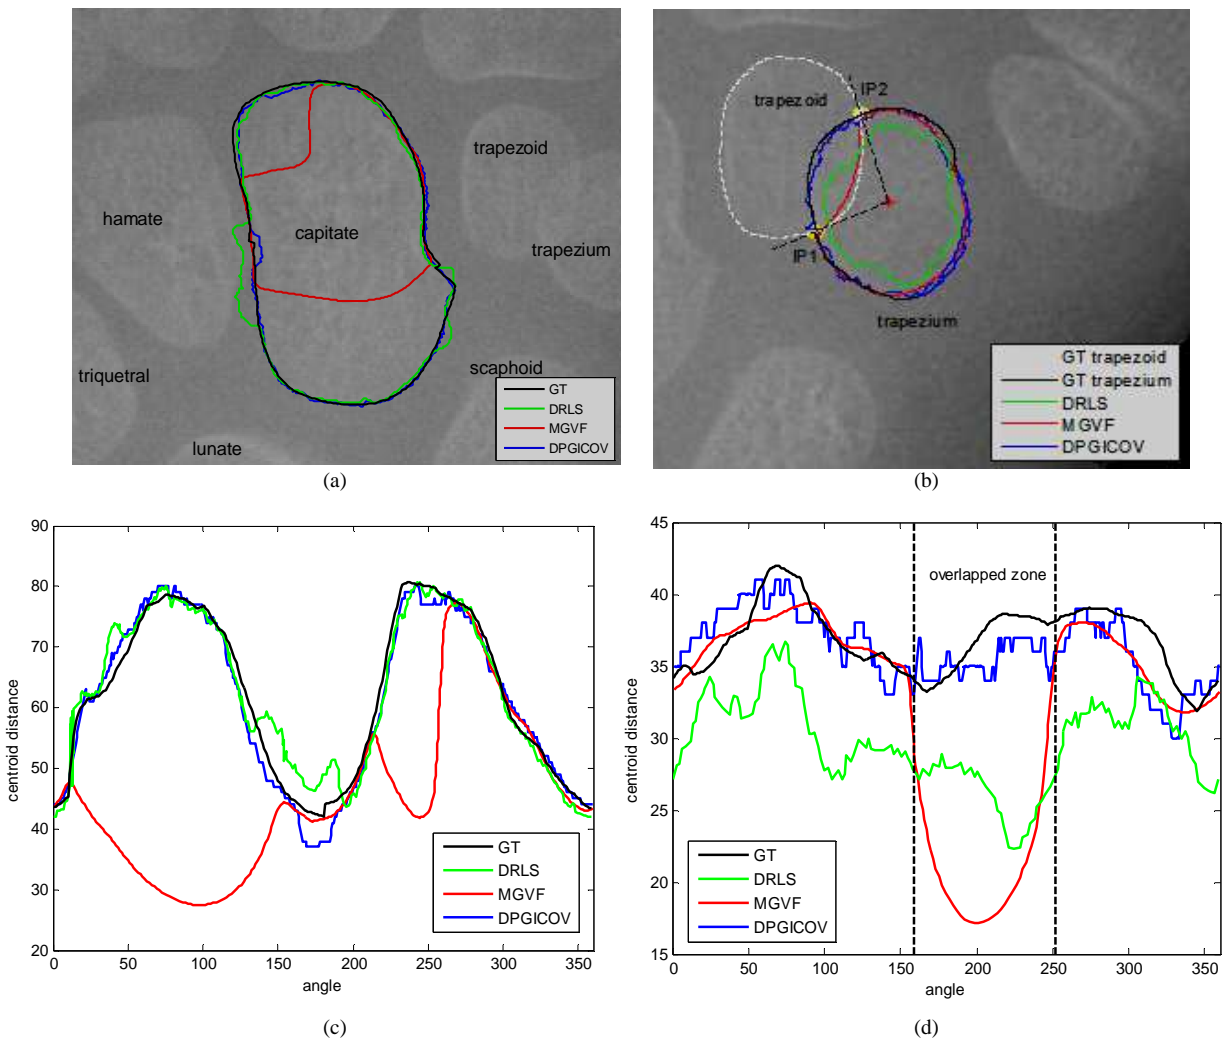 trapezoid
hamate
capitate
trapezium
triquetral
scaphoid
lunate
GT
DRLS
MGVF
DPGICOV
(a)
trapezoid
IP2
IP1
trapezium
GT trapezoid
GT trapezium
DRLS
MGVF
DPGICOV
(b)
90
80
70
60
50
40
30
20
0 50 100 150 200 250 300 350
centroid distance
angle
GT
DRLS
MGVF
DPGICOV
(c)
45
40
35
30
25
20
15
0 50 100 150 200 250 300 350
centroid distance
angle
overlapped zone
GT
DRLS
MGVF
DPGICOV
(d)